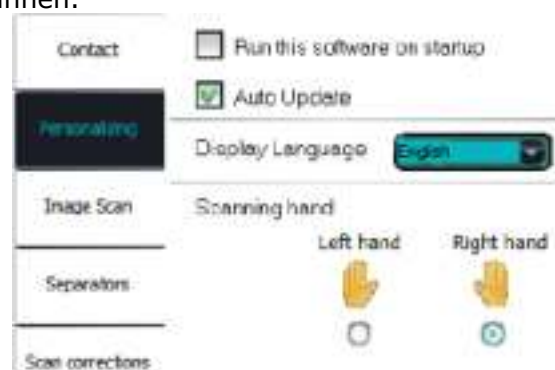 Contact
Personalizing
Image Scan
Separators
Scan corrections
Run this software on startup
Auto Update
Display Language English
Scanning hand
Left hand Right hand